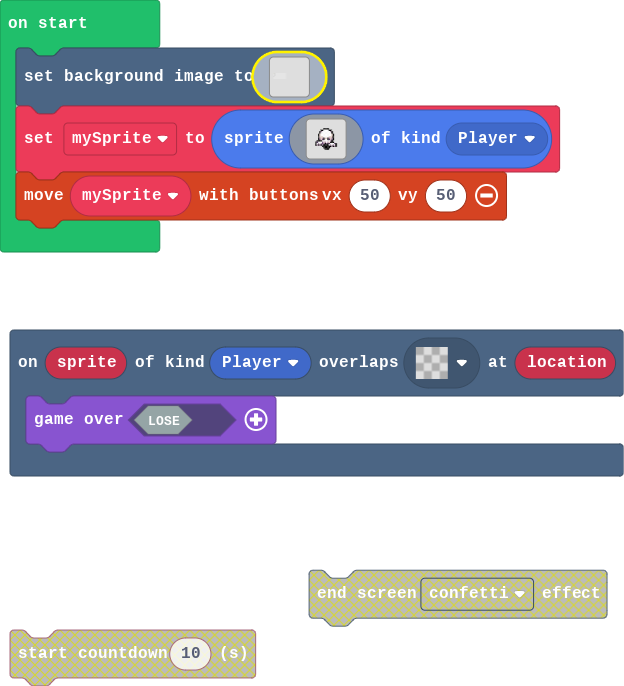 on start
set background image to
set mySprite to sprite of kind Player
move mySprite with buttons vx 50 vy 50
on sprite of kind Player overlaps at location
game over LOSE
end screen confetti effect
start countdown 10 (s)